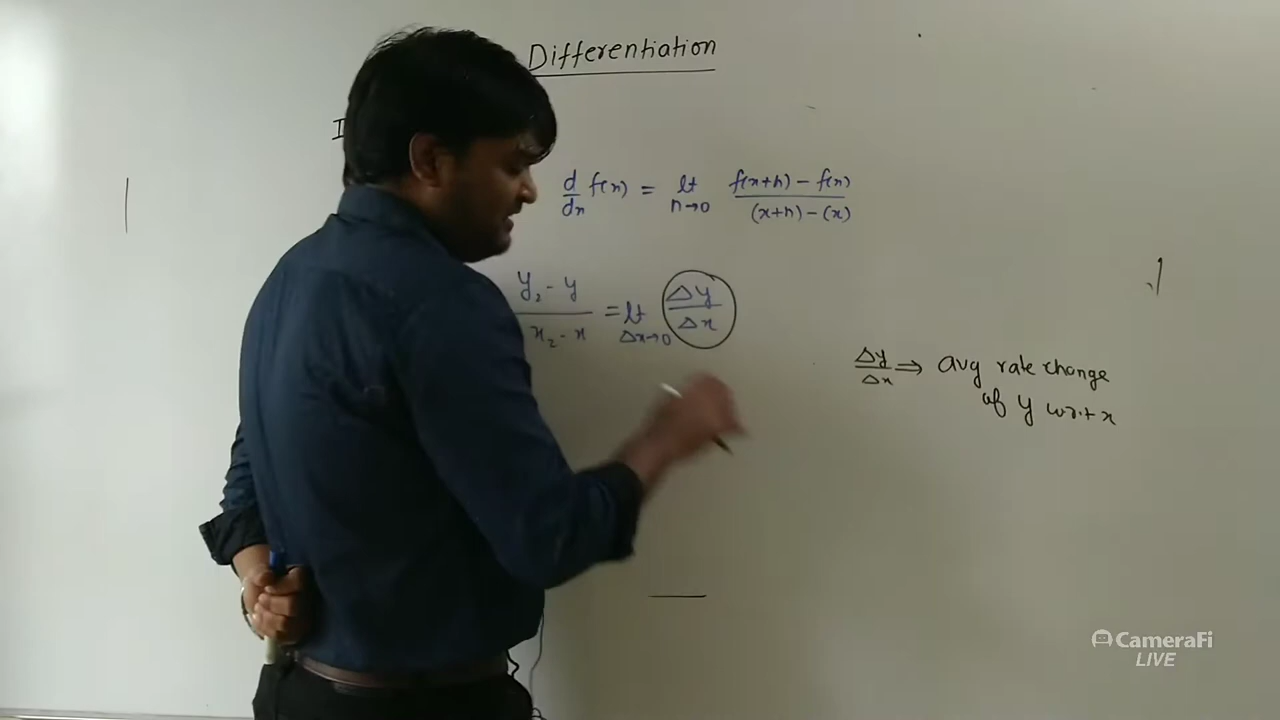 Differentiation
I
d/dx f(x) = lt h→0 f(x+h) - f(x) / (x+h) - (x)
y₂ - y / x₂ - x = lt Δx→0 Δy / Δx
Δy/Δx ⇒ avg rate change
of y w.r.t x
CameraFi
LIVE